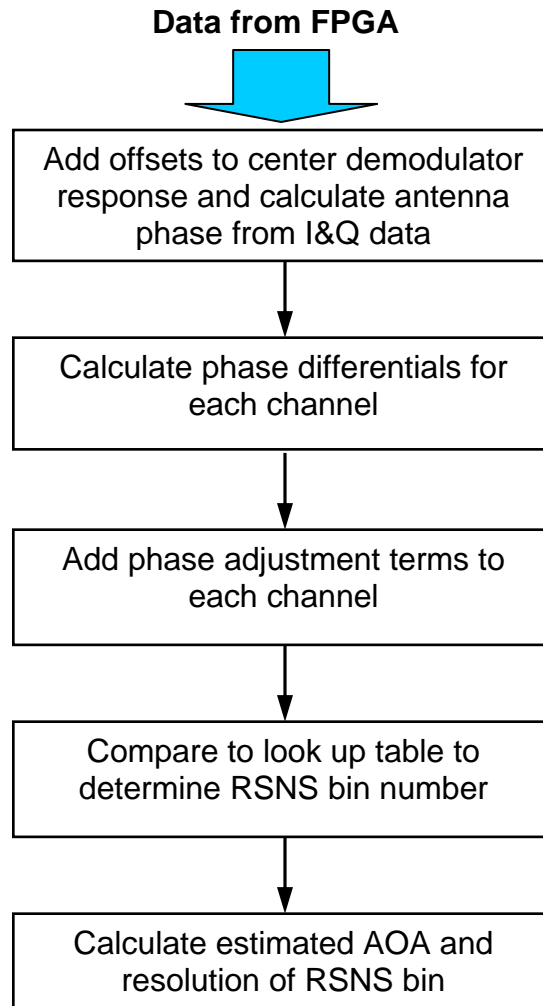 Data from FPGA
Add offsets to center demodulator
response and calculate antenna
phase from I&Q data
Calculate phase differentials for
each channel
Add phase adjustment terms to
each channel
Compare to look up table to
determine RSNS bin number
Calculate estimated AOA and
resolution of RSNS bin